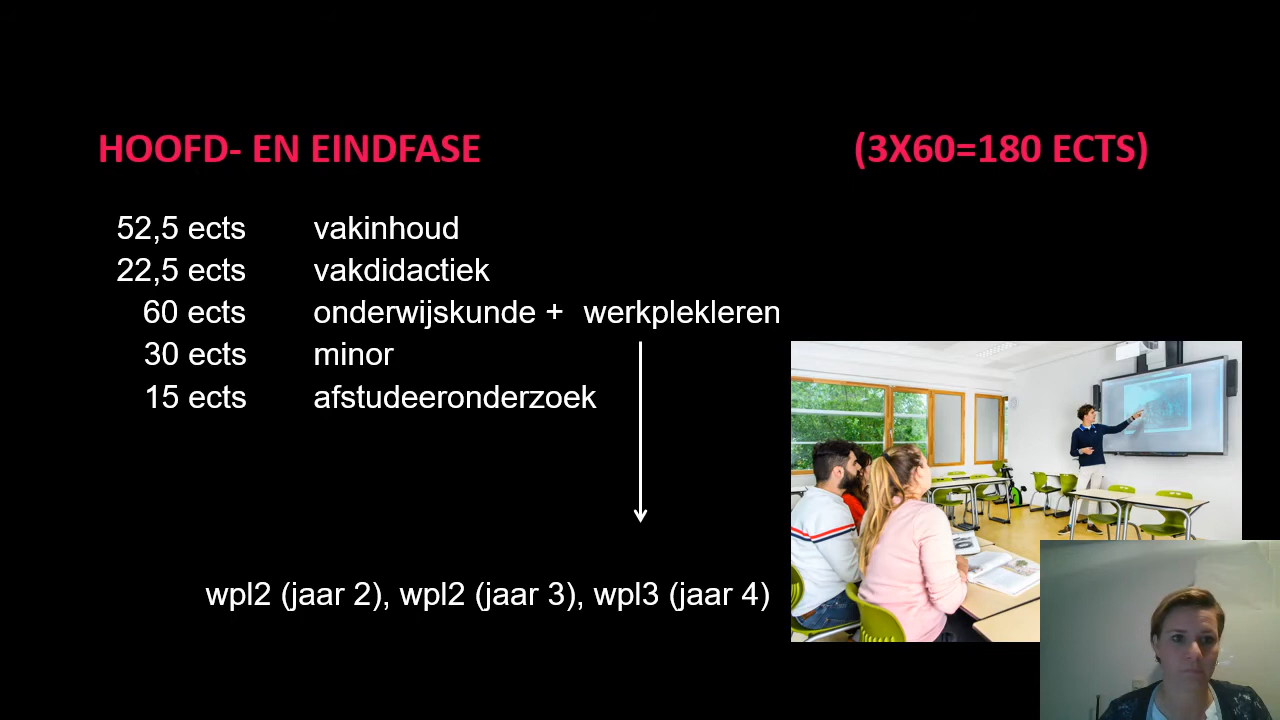 HOOFD- EN EINDFASE (3X60=180 ECTS)
52,5 ects vakinhoud
22,5 ects vakdidactiek
60 ects onderwijskunde + werkplekleren
30 ects minor
15 ects afstudeeronderzoek
wpl2 (jaar 2), wpl2 (jaar 3), wpl3 (jaar 4)